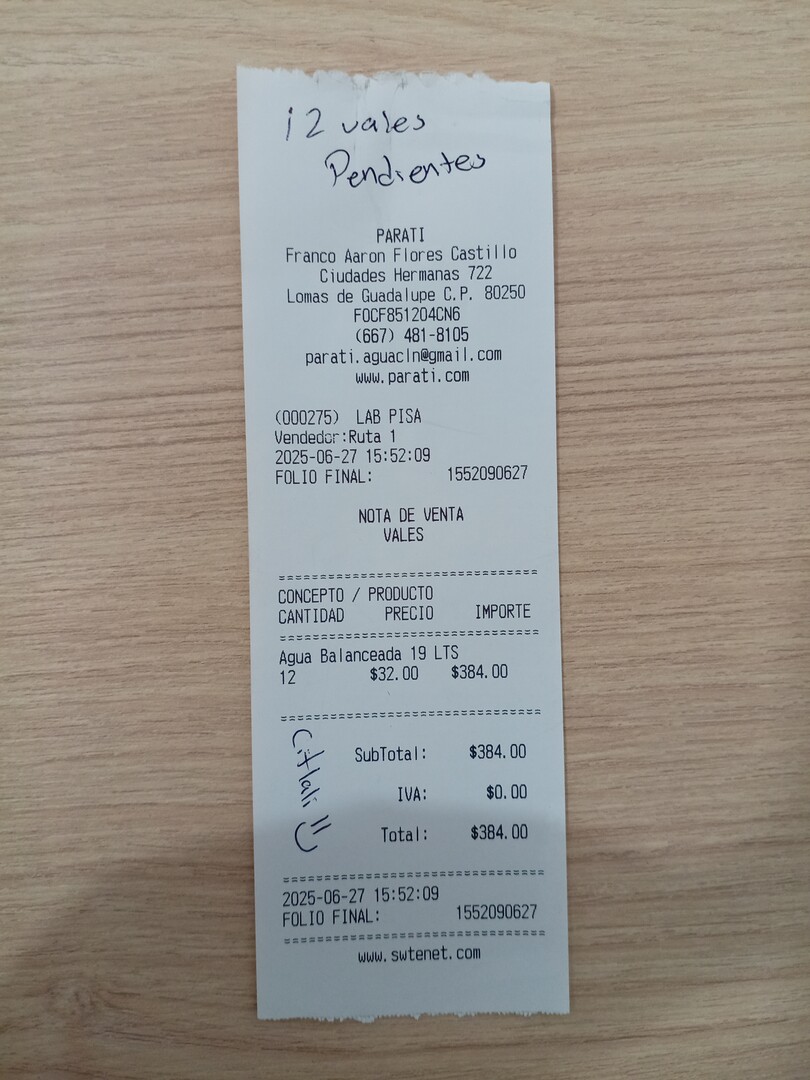 12 vales
Pendientes
PARATI
Franco Aaron Flores Castillo
Ciudades Hermanas 722
Lomas de Guadalupe C.P. 80250
FOCF851204CN6
(667) 481-8105
parati.aguacln@gmail.com
www.parati.com
(000275) LAB PISA
Vendedor:Ruta 1
2025-06-27 15:52:09
FOLIO FINAL: 1552090627
NOTA DE VENTA
VALES
================================
CONCEPTO / PRODUCTO
CANTIDAD PRECIO IMPORTE
================================
Agua Balanceada 19 LTS
12 $32.00 $384.00
================================
Citlali =)
SubTotal: $384.00
IVA: $0.00
Total: $384.00
================================
2025-06-27 15:52:09
FOLIO FINAL: 1552090627
================================
www.swtenet.com